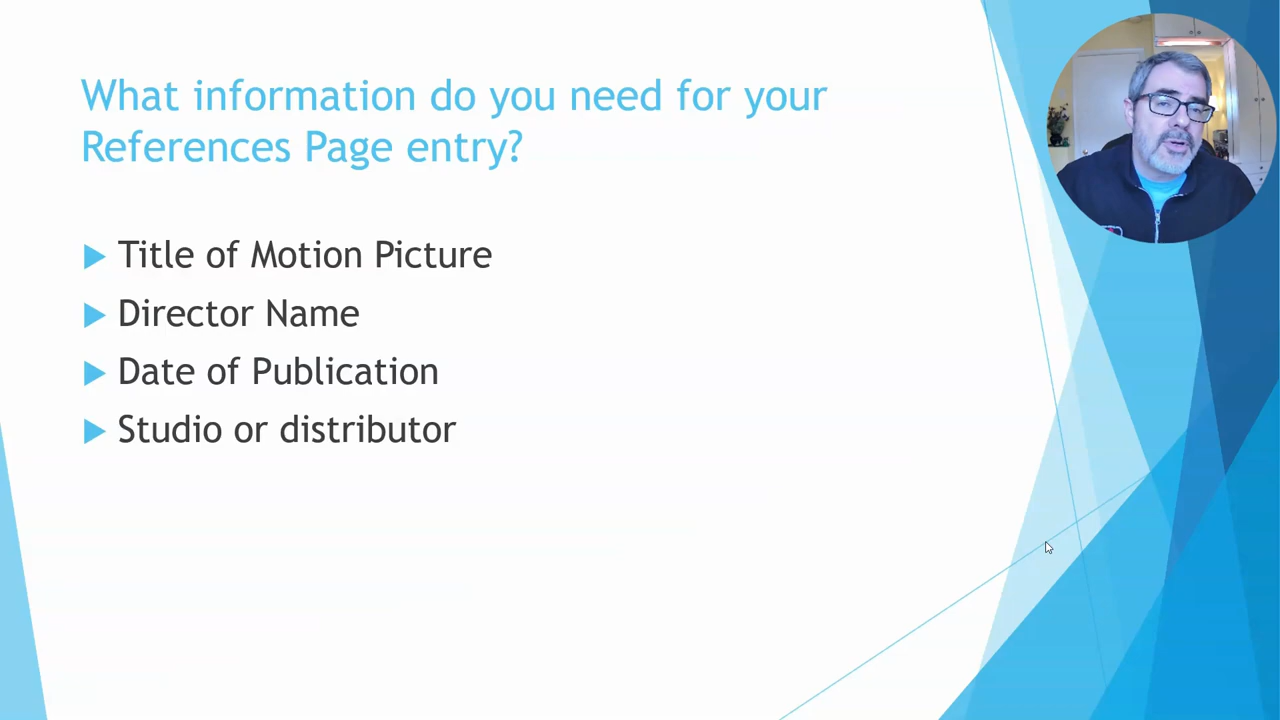 What information do you need for your
References Page entry?
Title of Motion Picture
Director Name
Date of Publication
Studio or distributor